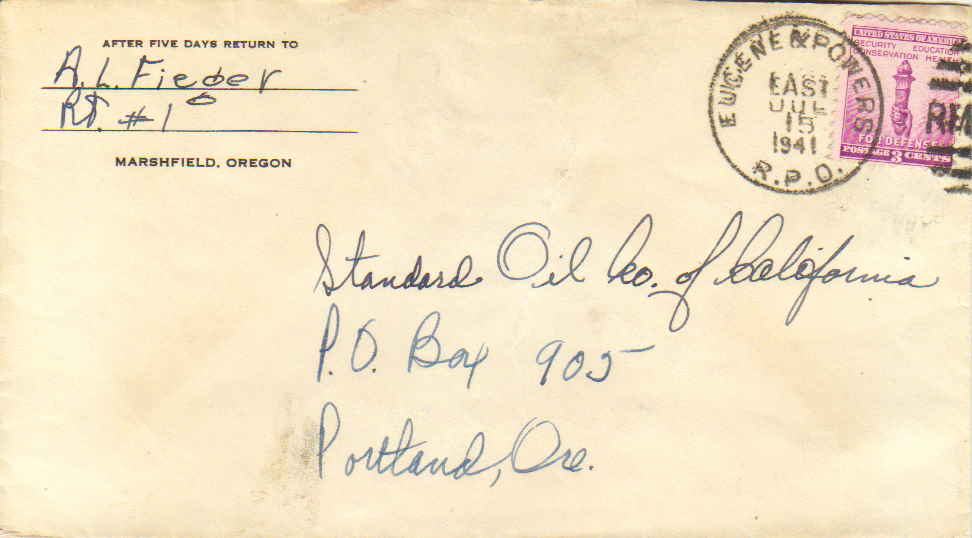 AFTER FIVE DAYS RETURN TO
A. L. Fieber
RT. #1
MARSHFIELD, OREGON
EUGENE & POWERS
EAST
JUL
15
1941
R.P.O.
UNITED STATES OF AMERICA
SECURITY EDUCATION
CONSERVATION HEALTH
FOR DEFENSE
POSTAGE 3 CENTS
Standard Oil Co. of California
P.O. Box 905
Portland, Ore.